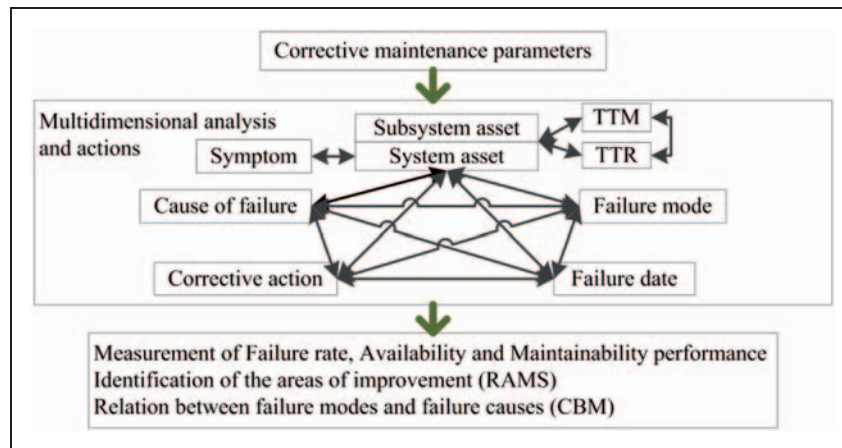 Corrective maintenance parameters
Multidimensional analysis
and actions
Subsystem asset
System asset
TTM
TTR
Symptom
Cause of failure
Failure mode
Corrective action
Failure date
Measurement of Failure rate, Availability and Maintainability performance
Identification of the areas of improvement (RAMS)
Relation between failure modes and failure causes (CBM)